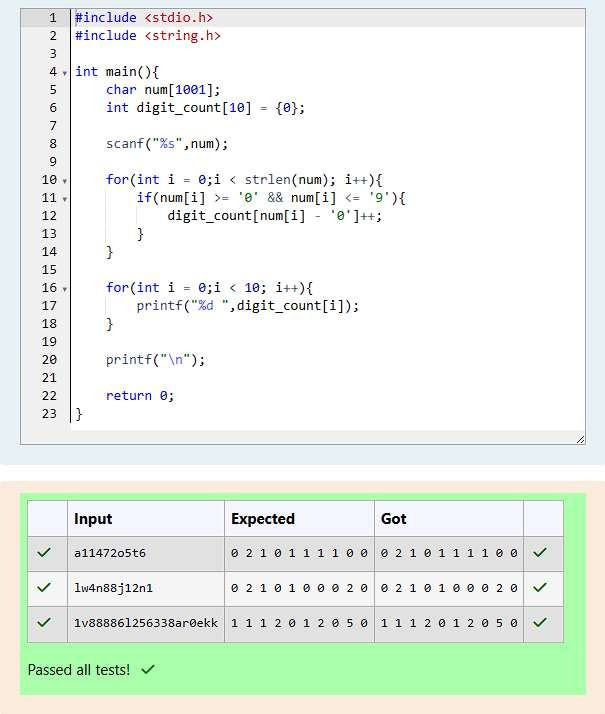 1 #include <stdio.h>
2 #include <string.h>
3
4 int main(){
5     char num[1001];
6     int digit_count[10] = {0};
7
8     scanf("%s",num);
9
10     for(int i = 0;i < strlen(num); i++){
11         if(num[i] >= '0' && num[i] <= '9'){
12             digit_count[num[i] - '0']++;
13         }
14     }
15
16     for(int i = 0;i < 10; i++){
17         printf("%d ",digit_count[i]);
18     }
19
20     printf("\n");
21
22     return 0;
23 }
Input Expected Got
a11472o5t6 0 2 1 0 1 1 1 1 0 0 0 2 1 0 1 1 1 1 0 0
lw4n88j12n1 0 2 1 0 1 0 0 0 2 0 0 2 1 0 1 0 0 0 2 0
1v88886l256338ar0ekk 1 1 1 2 0 1 2 0 5 0 1 1 1 2 0 1 2 0 5 0
Passed all tests!